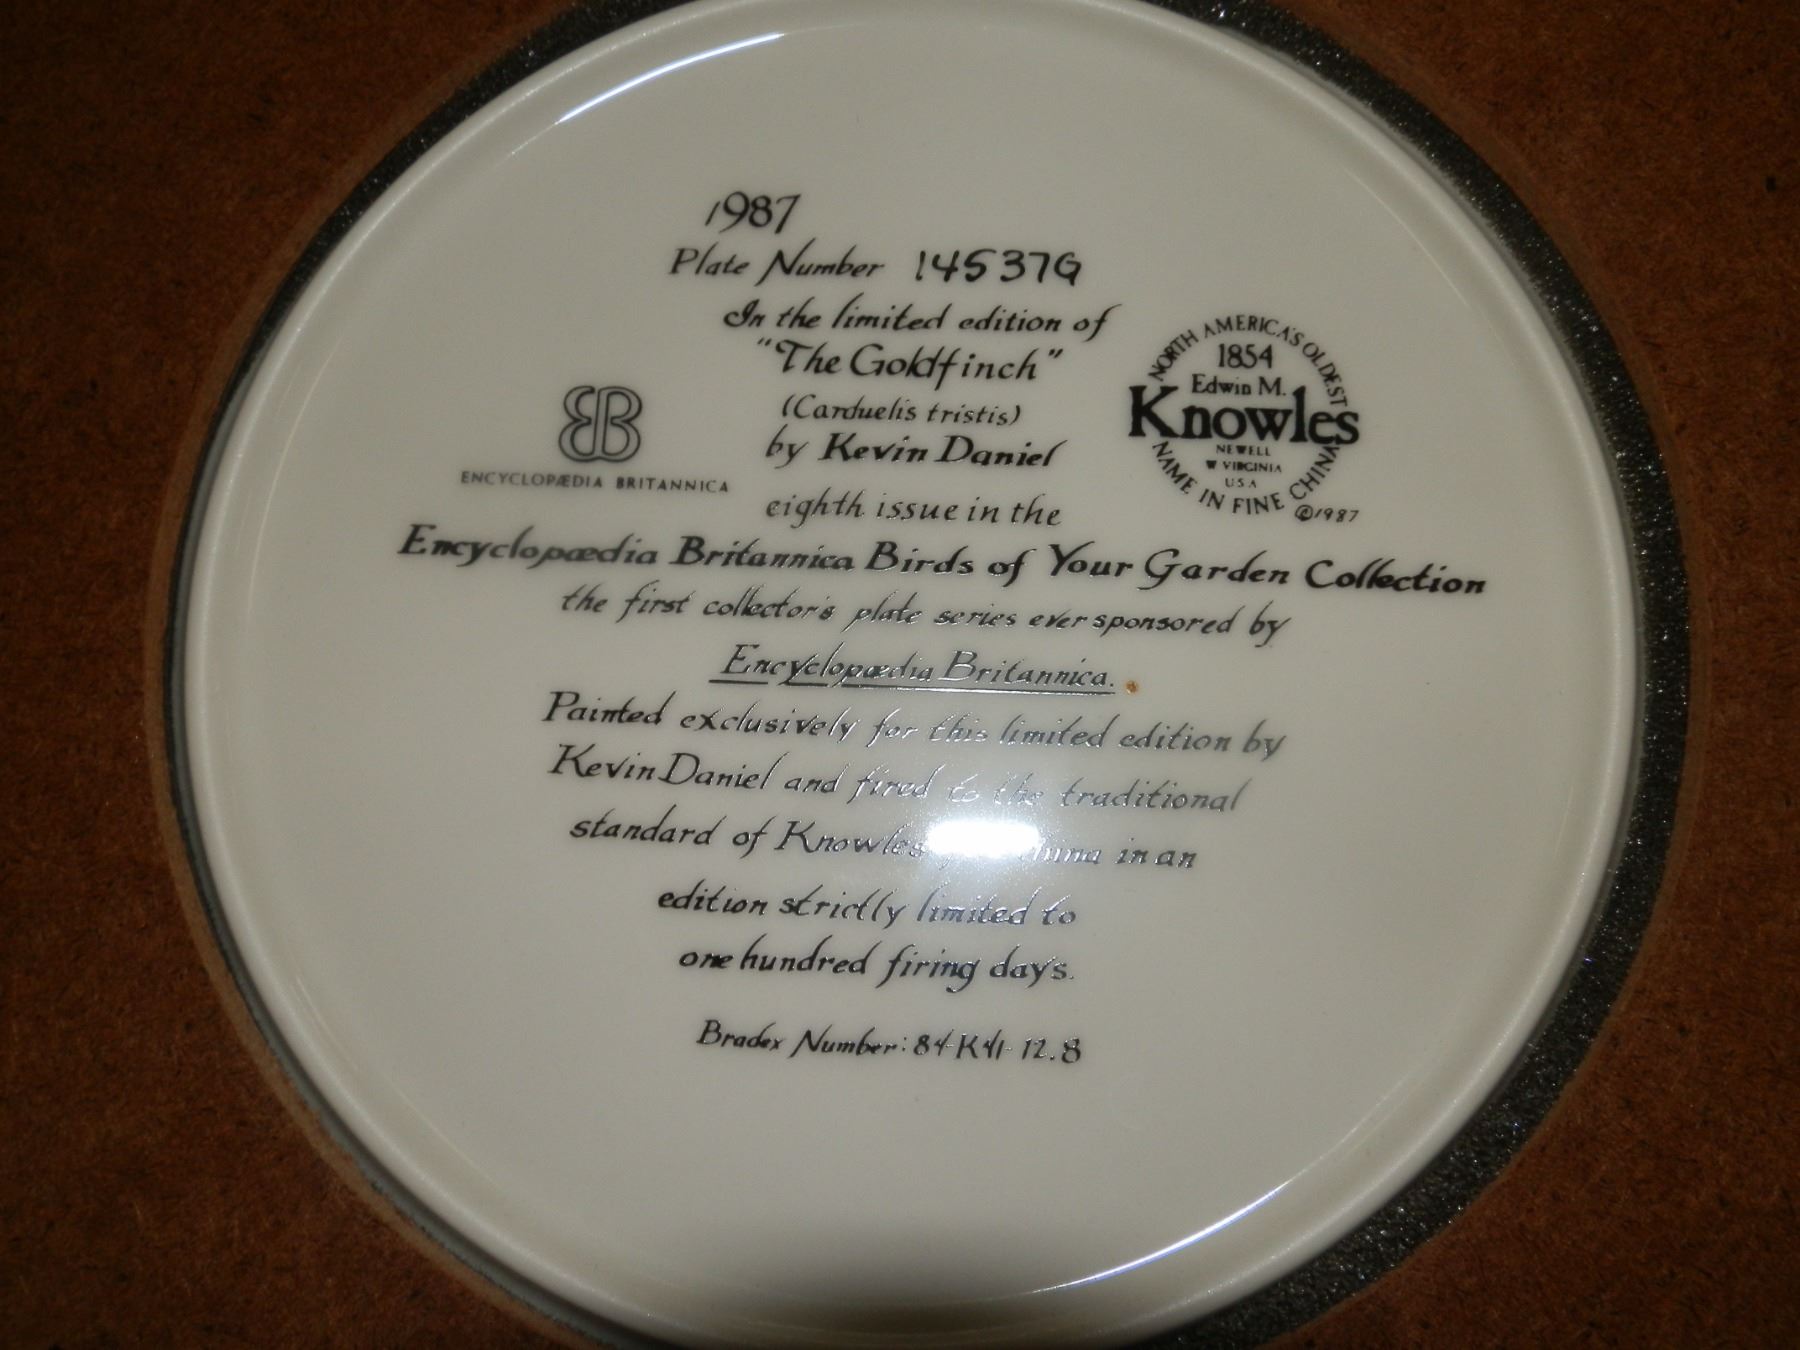 1987
Plate Number 14537G
In the limited edition of
"The Goldfinch"
(Carduelis tristis)
by Kevin Daniel
eighth issue in the
Encyclopædia Britannica Birds of Your Garden Collection
the first collector's plate series ever sponsored by
Encyclopædia Britannica.
Painted exclusively for this limited edition by
Kevin Daniel and fired to the traditional
standard of Knowles china in an
edition strictly limited to
one hundred firing days.
Bradex Number: 84-K41-12.8
ENCYCLOPÆDIA BRITANNICA
NORTH AMERICA'S OLDEST
1854
Edwin M.
Knowles
NEWELL
W VIRGINIA
U.S.A
NAME IN FINE CHINA
©1987